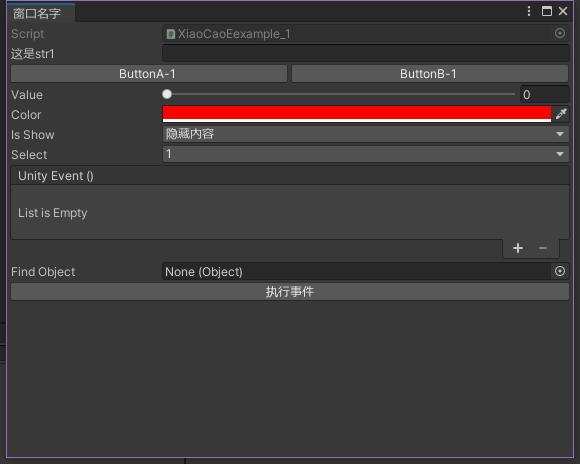 窗口名字
Script XiaoCaoEexample_1
这是str1
ButtonA-1 ButtonB-1
Value 0
Color
Is Show 隐藏内容
Select 1
Unity Event ()
List is Empty
Find Object None (Object)
执行事件